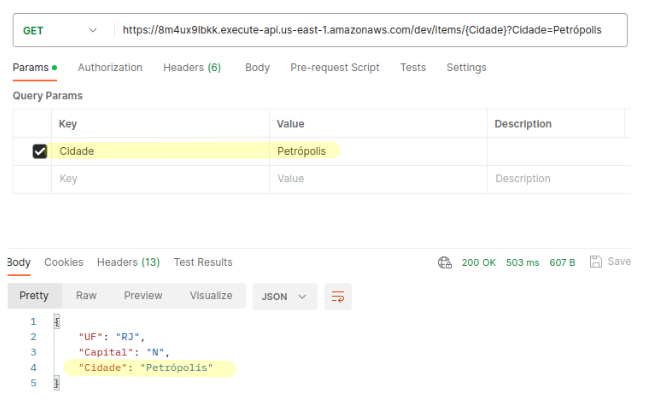 GET https://8m4ux9lbkk.execute-api.us-east-1.amazonaws.com/dev/items/{Cidade}?Cidade=Petrópolis
Params Authorization Headers (6) Body Pre-request Script Tests Settings
Query Params
Key Value Description
Cidade Petrópolis
Key Value Description
Body Cookies Headers (13) Test Results 200 OK 503 ms 607 B Save
Pretty Raw Preview Visualize JSON
1 {
2 "UF": "RJ",
3 "Capital": "N",
4 "Cidade": "Petrópolis"
5 }